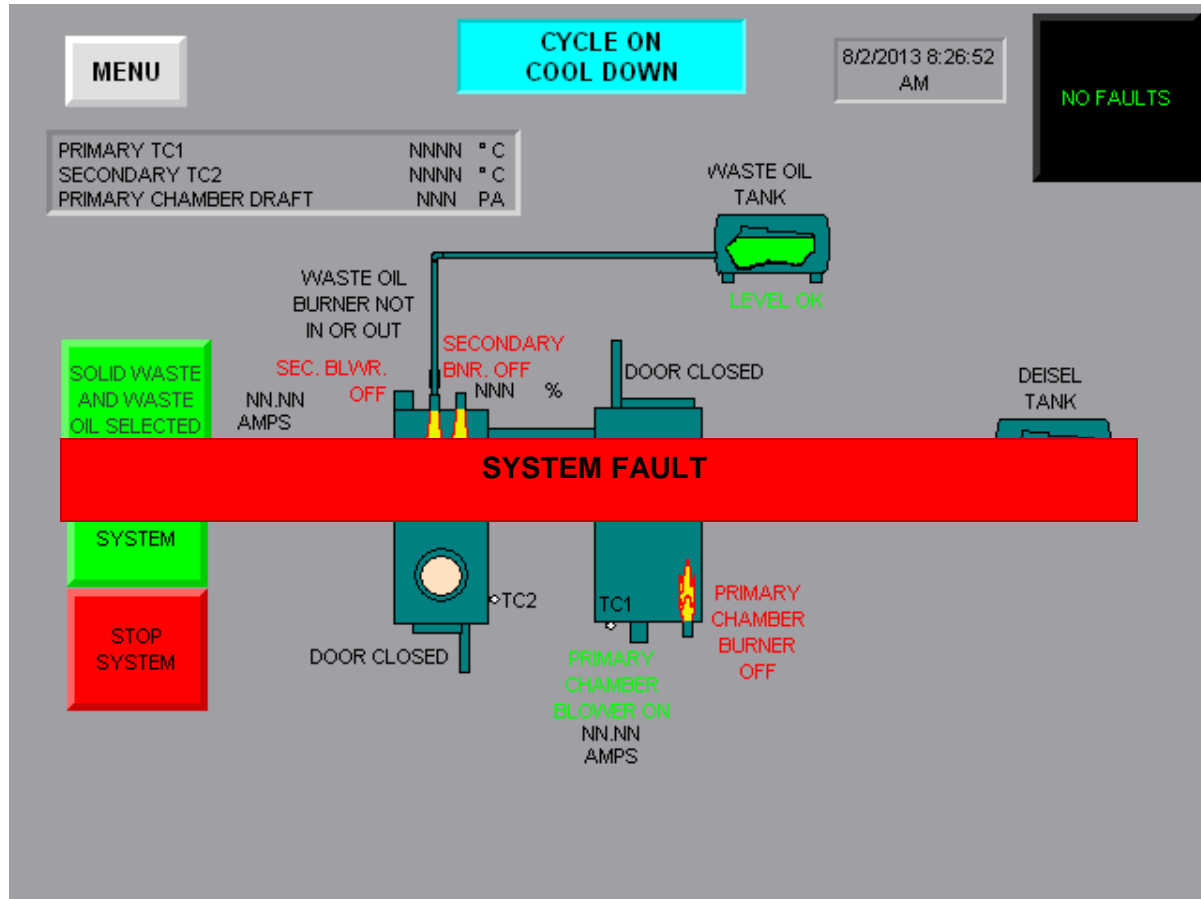 MENU
CYCLE ON
COOL DOWN
8/2/2013 8:26:52
AM
NO FAULTS
PRIMARY TC1 NNNN °C
SECONDARY TC2 NNNN °C
PRIMARY CHAMBER DRAFT NNN PA
WASTE OIL
TANK
LEVEL OK
WASTE OIL
BURNER NOT
IN OR OUT
SECONDARY
BNR. OFF
SEC. BLWR.
OFF
NNN %
DOOR CLOSED
NN.NN
AMPS
SOLID WASTE
AND WASTE
OIL SELECTED
DEISEL
TANK
SYSTEM FAULT
SYSTEM
STOP
SYSTEM
TC2
DOOR CLOSED
TC1
PRIMARY
CHAMBER
BURNER
OFF
PRIMARY
CHAMBER
BLOWER ON
NN.NN
AMPS